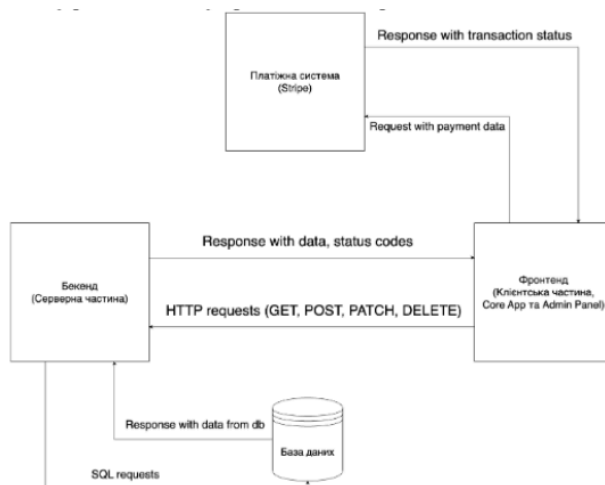 Response with transaction status
Платіжна система
(Stripe)
Request with payment data
Response with data, status codes
Бекенд
(Серверна частина)
Фронтенд
(Клієнтська частина,
Core App та Admin Panel)
HTTP requests (GET, POST, PATCH, DELETE)
Response with data from db
База даних
SQL requests